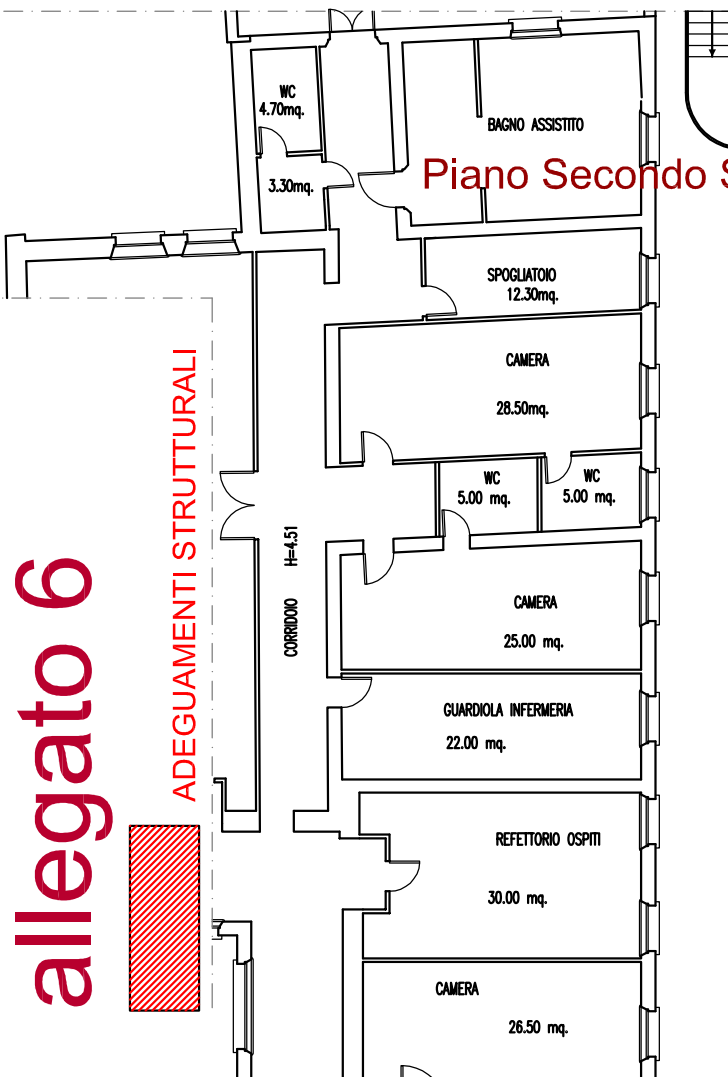 WC
4.70mq.
3.30mq.
BAGNO ASSISTITO
Piano Secondo S
SPOGLIATOIO
12.30mq.
CAMERA
28.50mq.
WC
5.00 mq.
WC
5.00 mq.
CORRIDOIO H=4.51
CAMERA
25.00 mq.
GUARDIOLA INFERMERIA
22.00 mq.
REFETTORIO OSPITI
30.00 mq.
CAMERA
26.50 mq.
ADEGUAMENTI STRUTTURALI
allegato 6